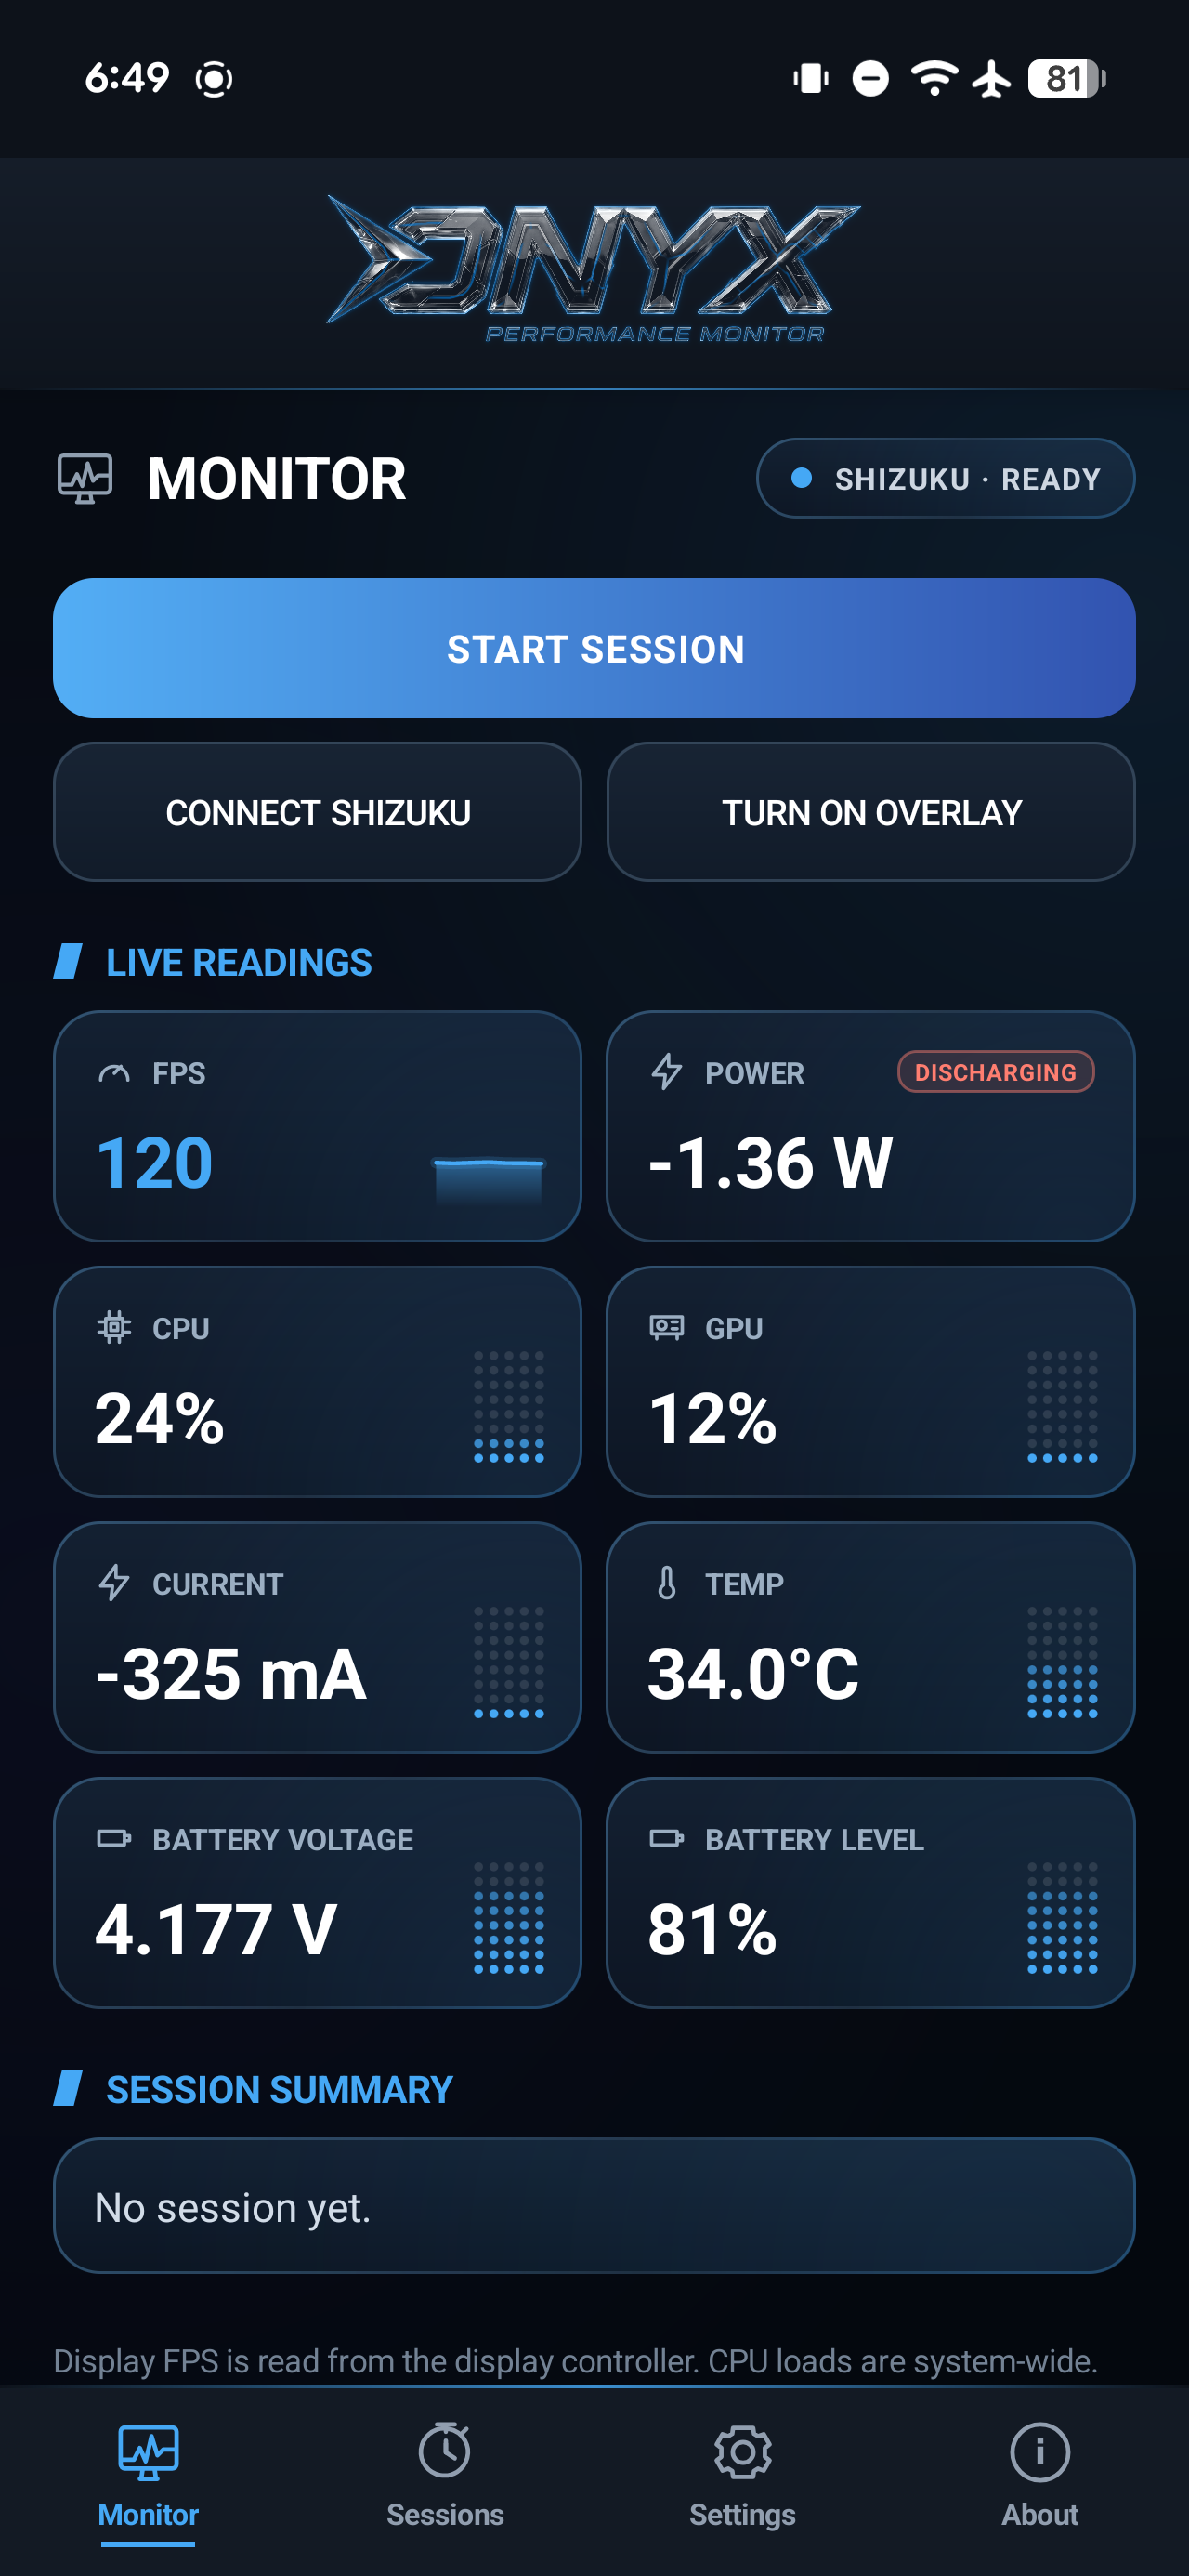 6:49
81
ONYX
PERFORMANCE MONITOR
MONITOR
SHIZUKU · READY
START SESSION
CONNECT SHIZUKU
TURN ON OVERLAY
LIVE READINGS
FPS
120
POWER
DISCHARGING
-1.36 W
CPU
24%
GPU
12%
CURRENT
-325 mA
TEMP
34.0°C
BATTERY VOLTAGE
4.177 V
BATTERY LEVEL
81%
SESSION SUMMARY
No session yet.
Display FPS is read from the display controller. CPU loads are system-wide.
Monitor
Sessions
Settings
About